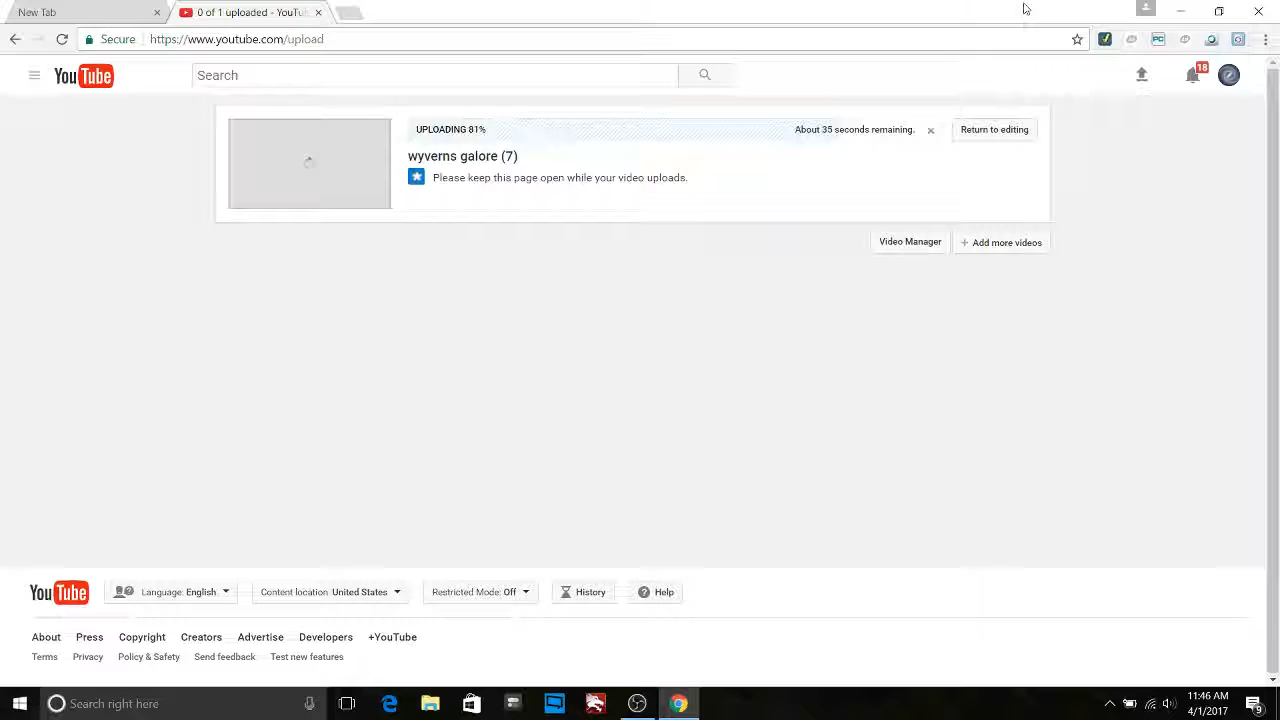 New Tab
0 of 1 uploaded - YouTub
Secure
https://www.youtube.com/upload
PC
YouTube
Search
18
UPLOADING 81%
About 35 seconds remaining.
Return to editing
wyverns galore (7)
Please keep this page open while your video uploads.
Video Manager
+ Add more videos
YouTube
Language: English
Content location: United States
Restricted Mode: Off
History
Help
About
Press
Copyright
Creators
Advertise
Developers
+YouTube
Terms
Privacy
Policy & Safety
Send feedback
Test new features
Search right here
11:46 AM
4/1/2017
5